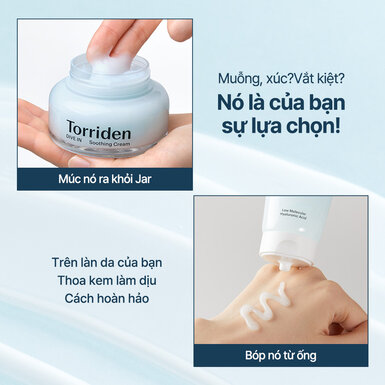 Torriden
DIVE IN
Soothing Cream
Múc nó ra khỏi Jar
Muỗng, xúc?Vắt kiệt?
Nó là của bạn
sự lựa chọn!
Trên làn da của bạn
Thoa kem làm dịu
Cách hoàn hảo
Low Molecular
Hyaluronic Acid
Bóp nó từ ống